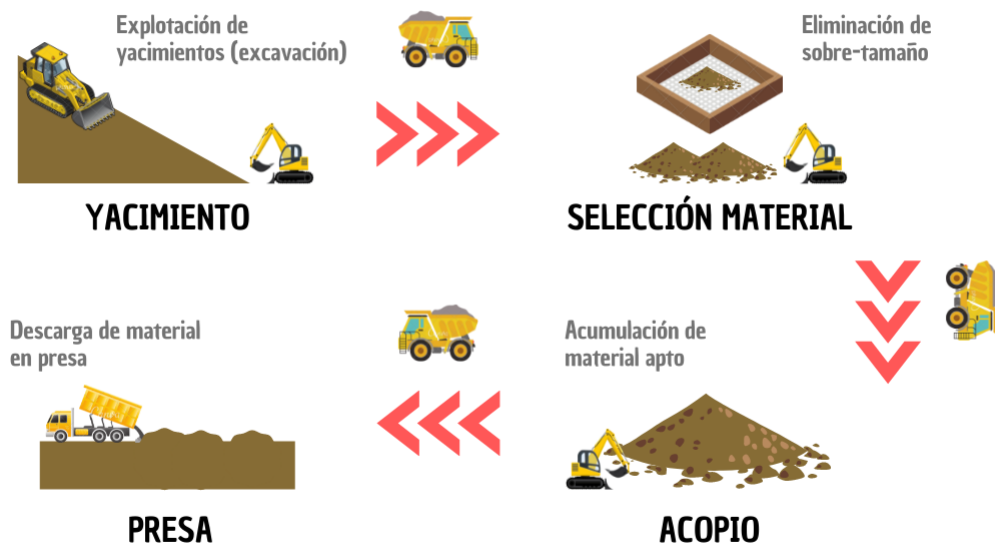 Explotación de
yacimientos (excavación)
YACIMIENTO
Eliminación de
sobre-tamaño
SELECCIÓN MATERIAL
Descarga de material
en presa
PRESA
Acumulación de
material apto
ACOPIO